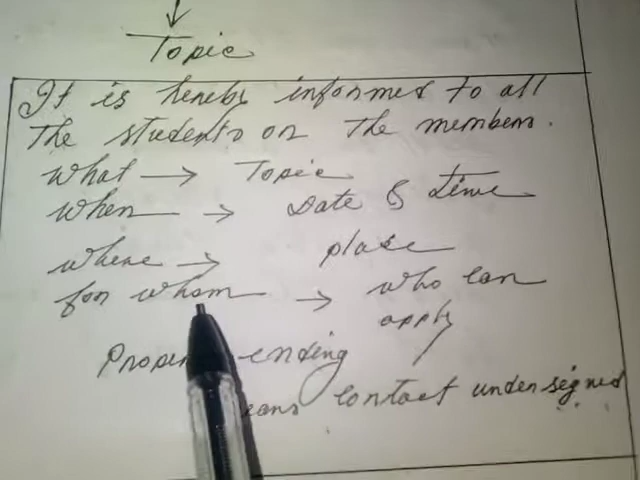 Topic
It is hereby informed to all
the students or the members.
what → Topic
when → Date & time
where → place
for whom → who can
apply
Proper ending
contact undersigned